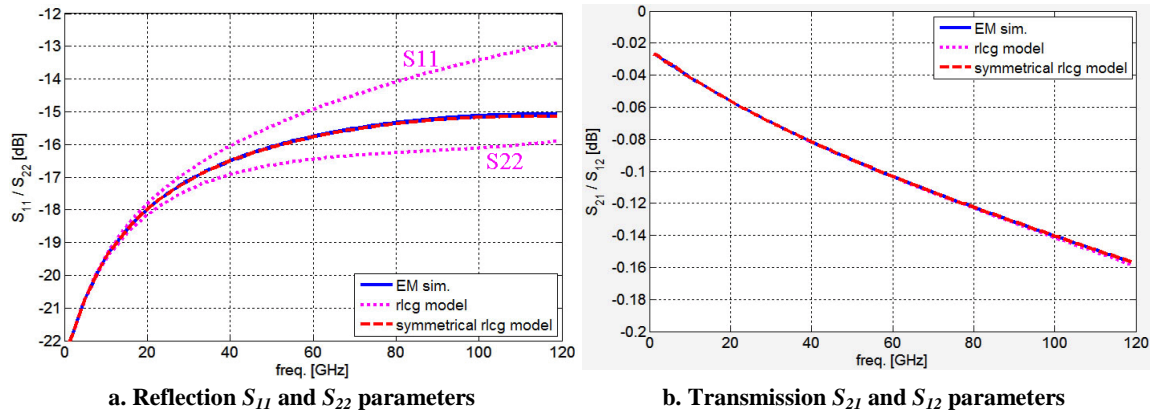 -12
-13
-14
-15
-16
-17
-18
-19
-20
-21
-22
S11 / S22 [dB]
S11
S22
EM sim.
rlcg model
symmetrical rlcg model
0 20 40 60 80 100 120
freq. [GHz]
a. Reflection S11 and S22 parameters
-0
-0.02
-0.04
-0.06
-0.08
-0.1
-0.12
-0.14
-0.16
-0.18
-0.2
S21 / S12 [dB]
EM sim.
rlcg model
symmetrical rlcg model
0 20 40 60 80 100 120
freq. [GHz]
b. Transmission S21 and S12 parameters